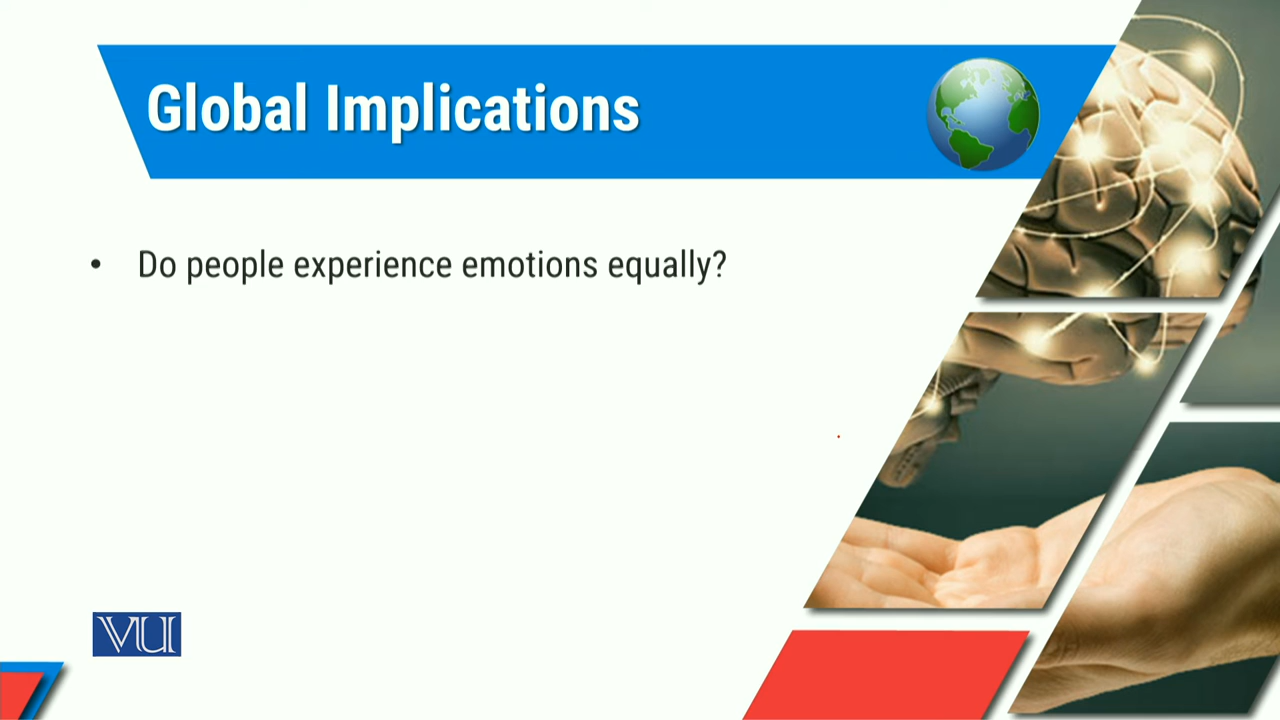 Global Implications
• Do people experience emotions equally?
VU